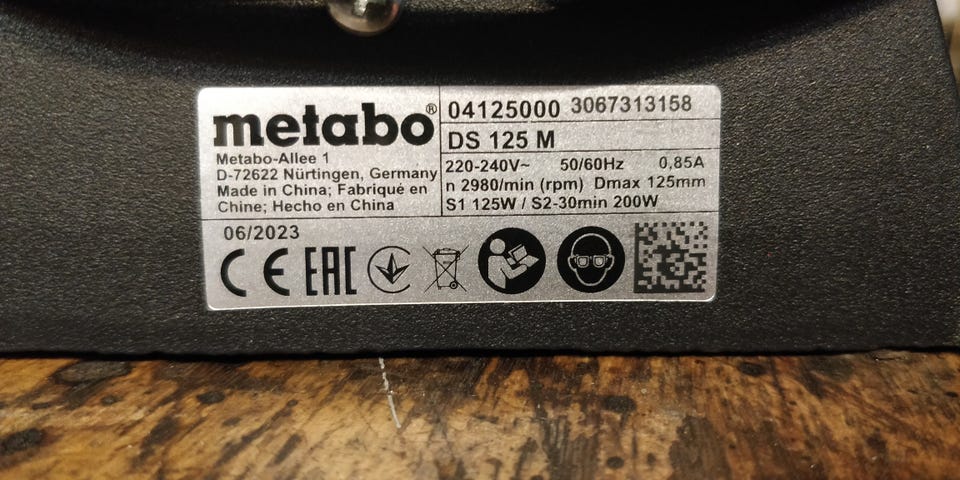 metabo®
Metabo-Allee 1
D-72622 Nürtingen, Germany
Made in China; Fabriqué en
Chine; Hecho en China
04125000 3067313158
DS 125 M
220-240V~ 50/60Hz 0,85A
n 2980/min (rpm) Dmax 125mm
S1 125W / S2-30min 200W
06/2023
CE EAC